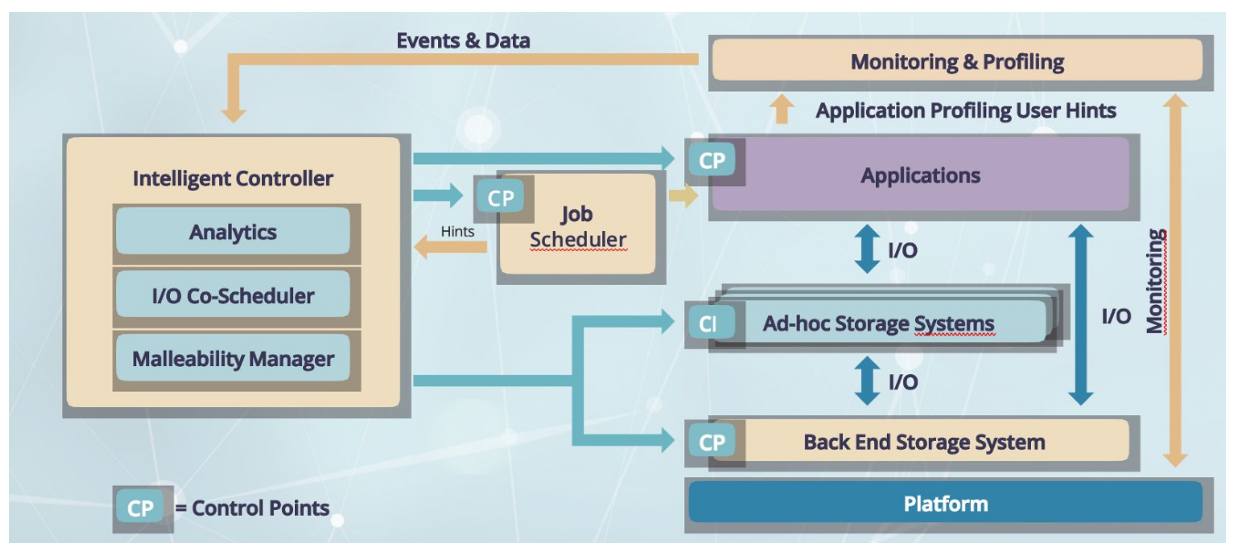 Events & Data
Monitoring & Profiling
Application Profiling User Hints
Intelligent Controller
Analytics
I/O Co-Scheduler
Malleability Manager
CP
Job
Scheduler
Hints
CP
Applications
I/O
CI
Ad-hoc Storage Systems
I/O
I/O
Monitoring
CP
Back End Storage System
Platform
CP = Control Points